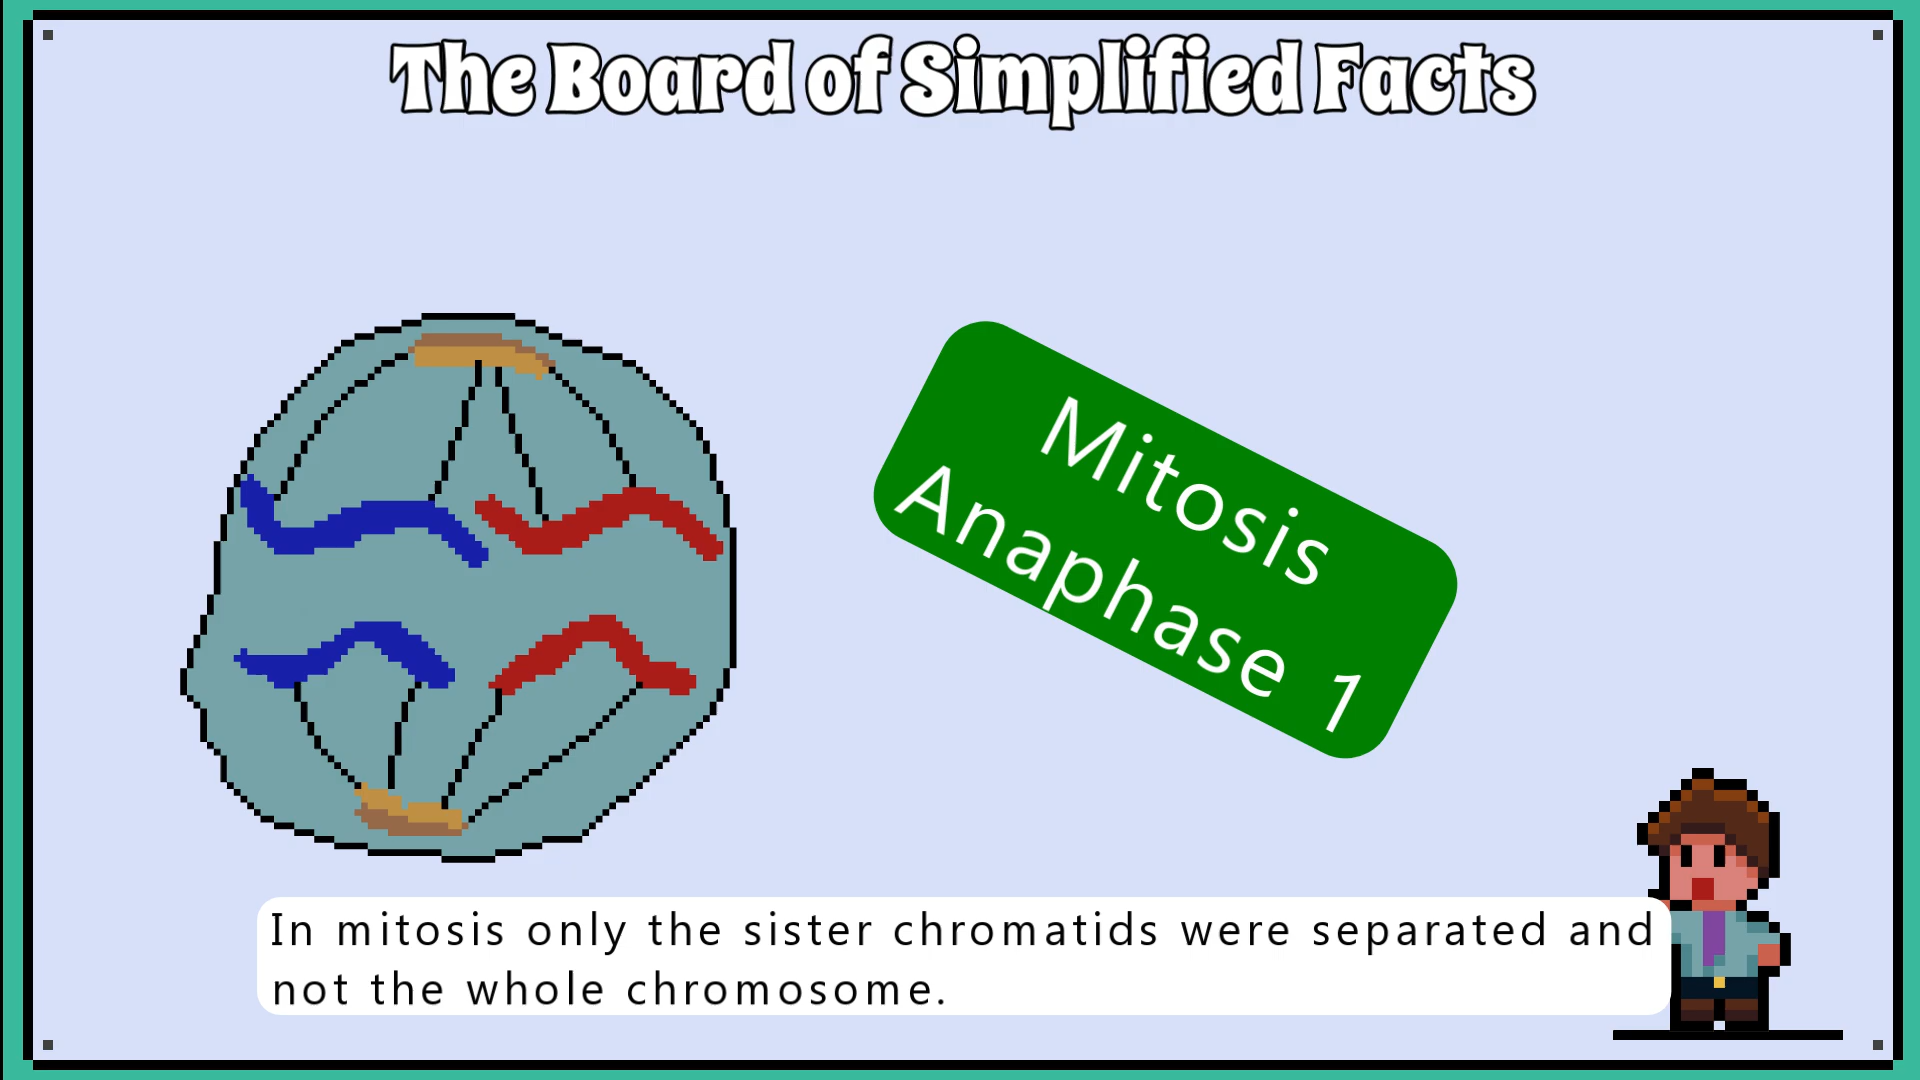 The Board of Simplified Facts
Mitosis
Anaphase 1
In mitosis only the sister chromatids were separated and
not the whole chromosome.